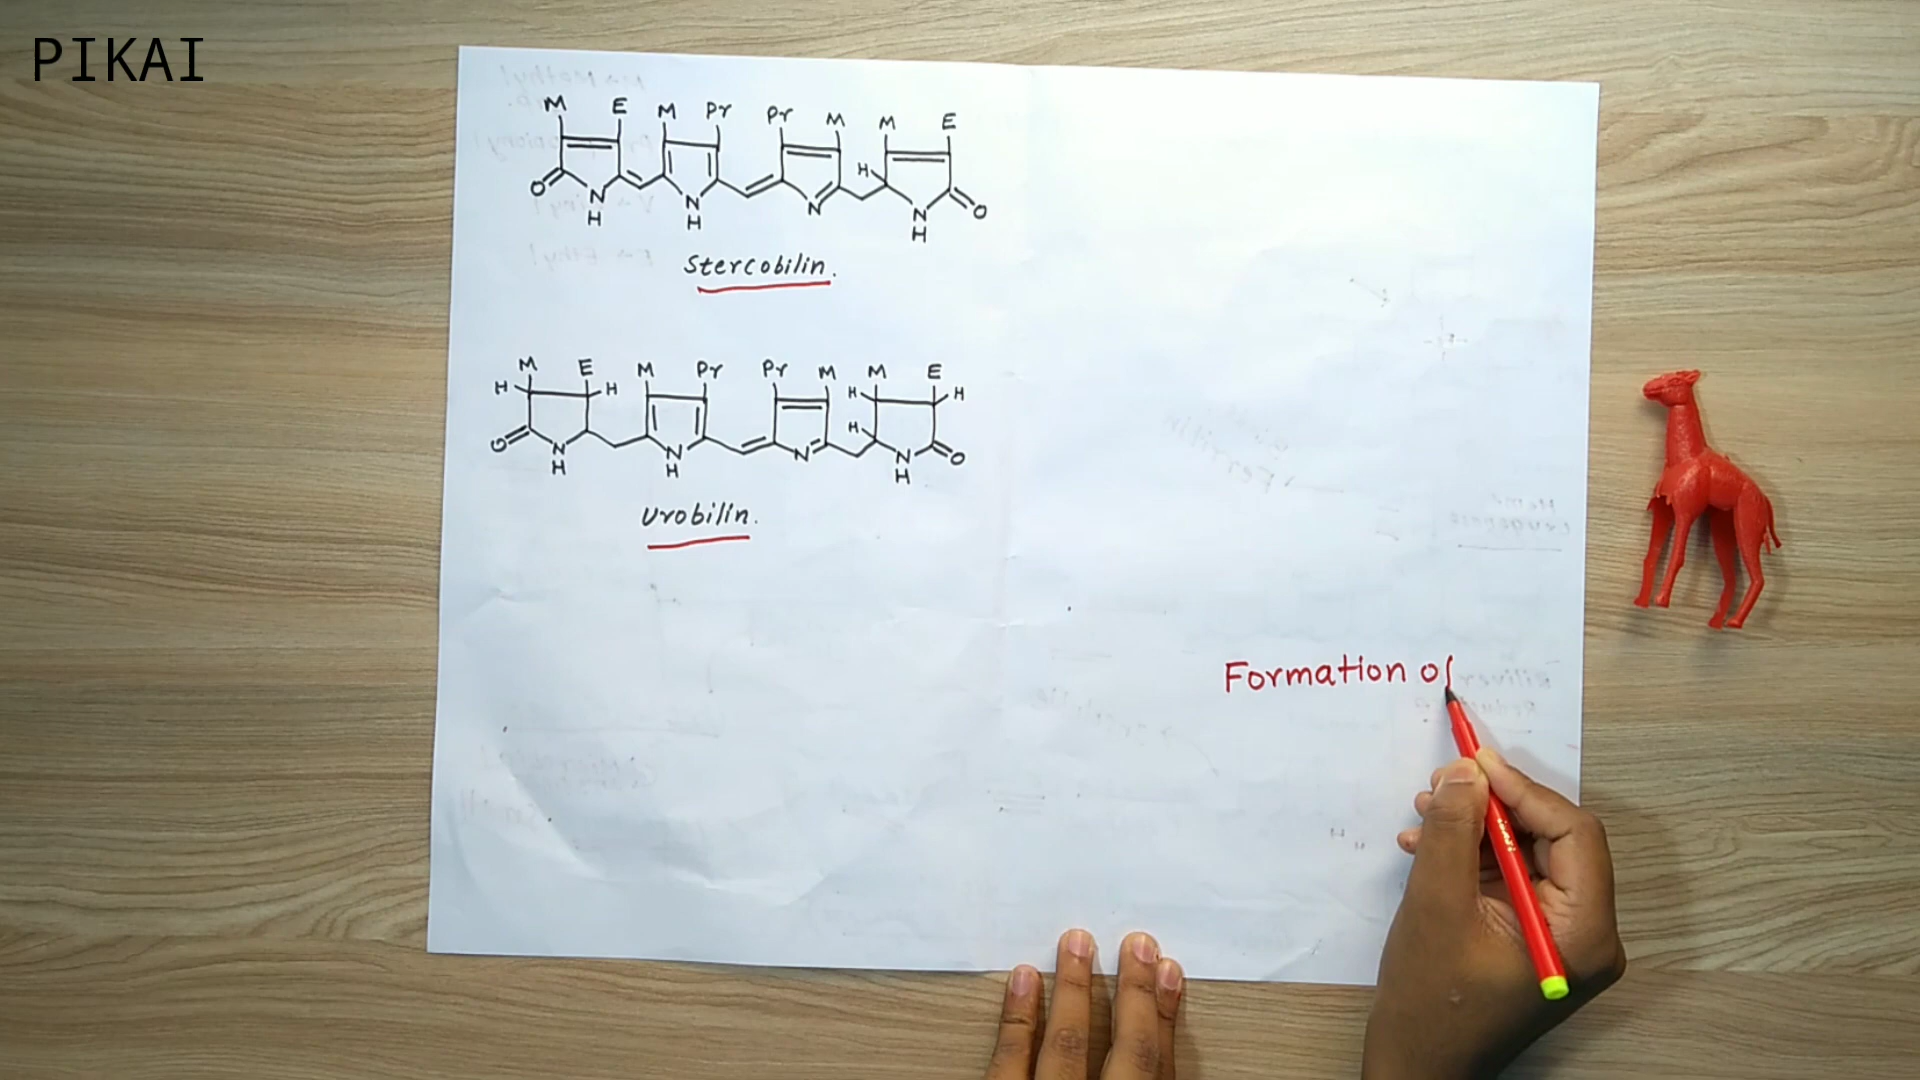 PIKAI
M E M Pr Pr M M E
H
O N N N N O
H H H
Stercobilin.
M E M Pr Pr M M E
H H H H
H
O N N N N O
H H H
Urobilin.
Formation of